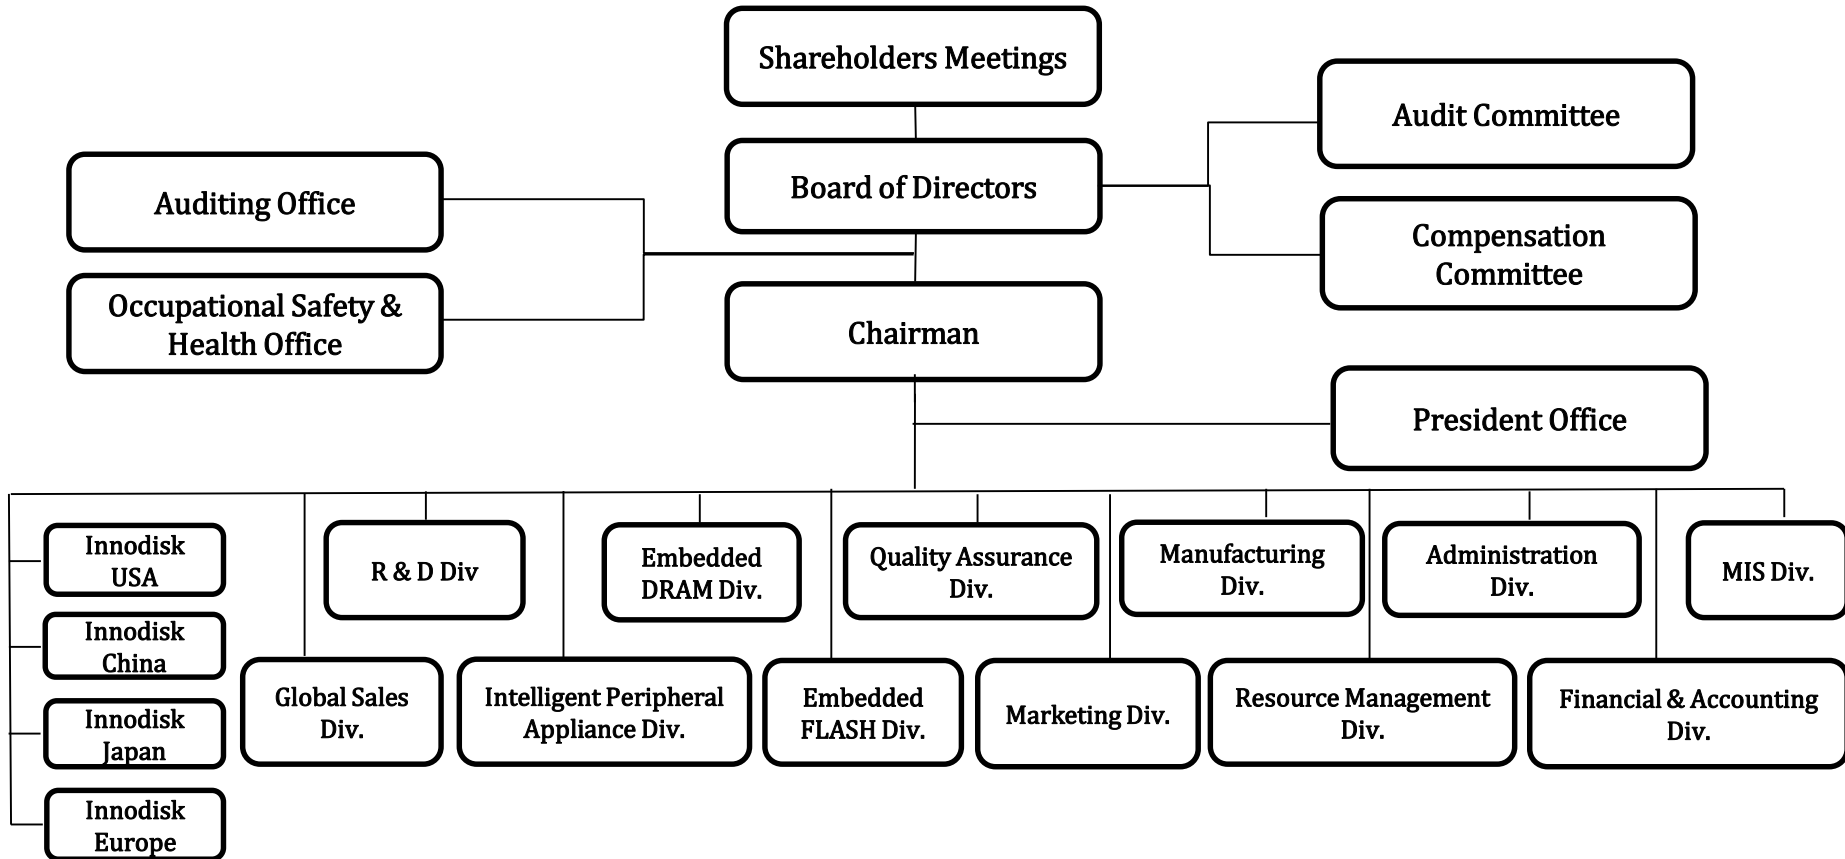 Shareholders Meetings
Audit Committee
Board of Directors
Auditing Office
Compensation
Committee
Occupational Safety &
Health Office
Chairman
President Office
Innodisk
USA
R & D Div
Embedded
DRAM Div.
Quality Assurance
Div.
Manufacturing
Div.
Administration
Div.
MIS Div.
Innodisk
China
Global Sales
Div.
Intelligent Peripheral
Appliance Div.
Embedded
FLASH Div.
Marketing Div.
Resource Management
Div.
Financial & Accounting
Div.
Innodisk
Japan
Innodisk
Europe